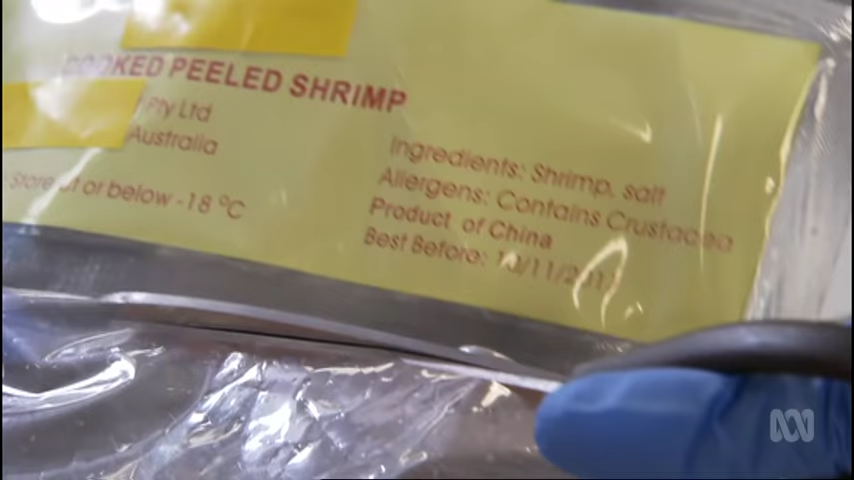 COOKED PEELED SHRIMP
Pty Ltd
Australia
Store at or below -18 °C
Ingredients: Shrimp, salt
Allergens: Contains Crustacea
Product of China
Best Before: